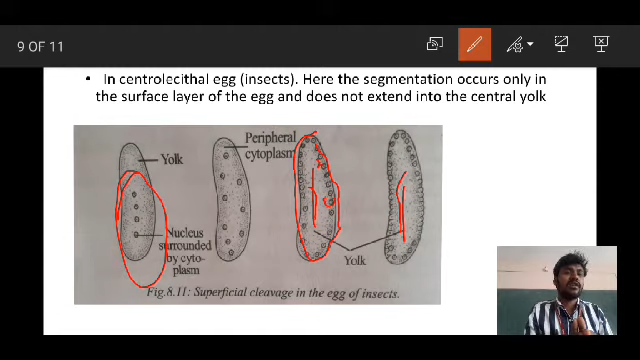 9 OF 11
• In centrolecithal egg (insects). Here the segmentation occurs only in
the surface layer of the egg and does not extend into the central yolk
Yolk
Peripheral
cytoplasm
Nucleus
surrounded
by cyto-
plasm
Yolk
Fig.8.11: Superficial cleavage in the egg of insects.